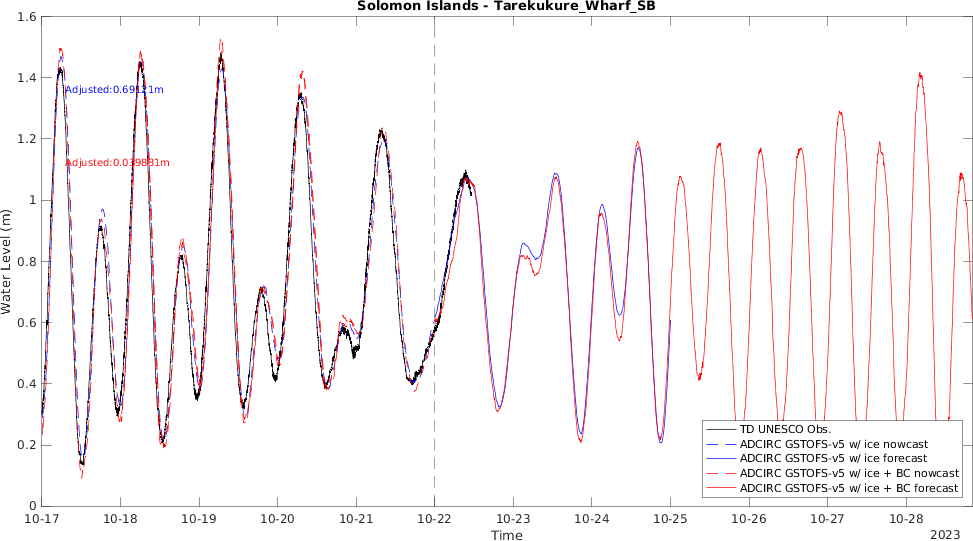 Solomon Islands - Tarekukure_Wharf_SB
1.6
1.4
1.2
1
0.8
0.6
0.4
0.2
0
Water Level (m)
Adjusted:0.69121m
Adjusted:0.039831m
TD UNESCO Obs.
ADCIRC GSTOFS-v5 w/ ice nowcast
ADCIRC GSTOFS-v5 w/ ice forecast
ADCIRC GSTOFS-v5 w/ ice + BC nowcast
ADCIRC GSTOFS-v5 w/ ice + BC forecast
10-17 10-18 10-19 10-20 10-21 10-22 10-23 10-24 10-25 10-26 10-27 10-28
Time
2023